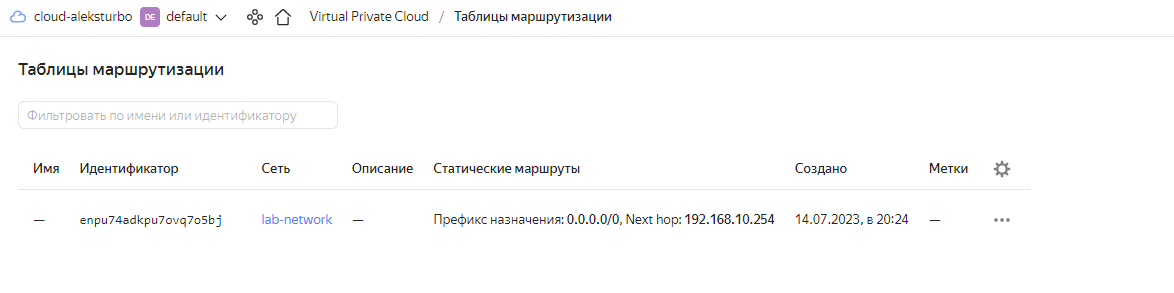 cloud-aleksturbo DE default Virtual Private Cloud / Таблицы маршрутизации
Таблицы маршрутизации
Фильтровать по имени или идентификатору
Имя Идентификатор Сеть Описание Статические маршруты Создано Метки
— enpu74adkpu7ovq7o5bj lab-network — Префикс назначения: 0.0.0.0/0, Next hop: 192.168.10.254 14.07.2023, в 20:24 —